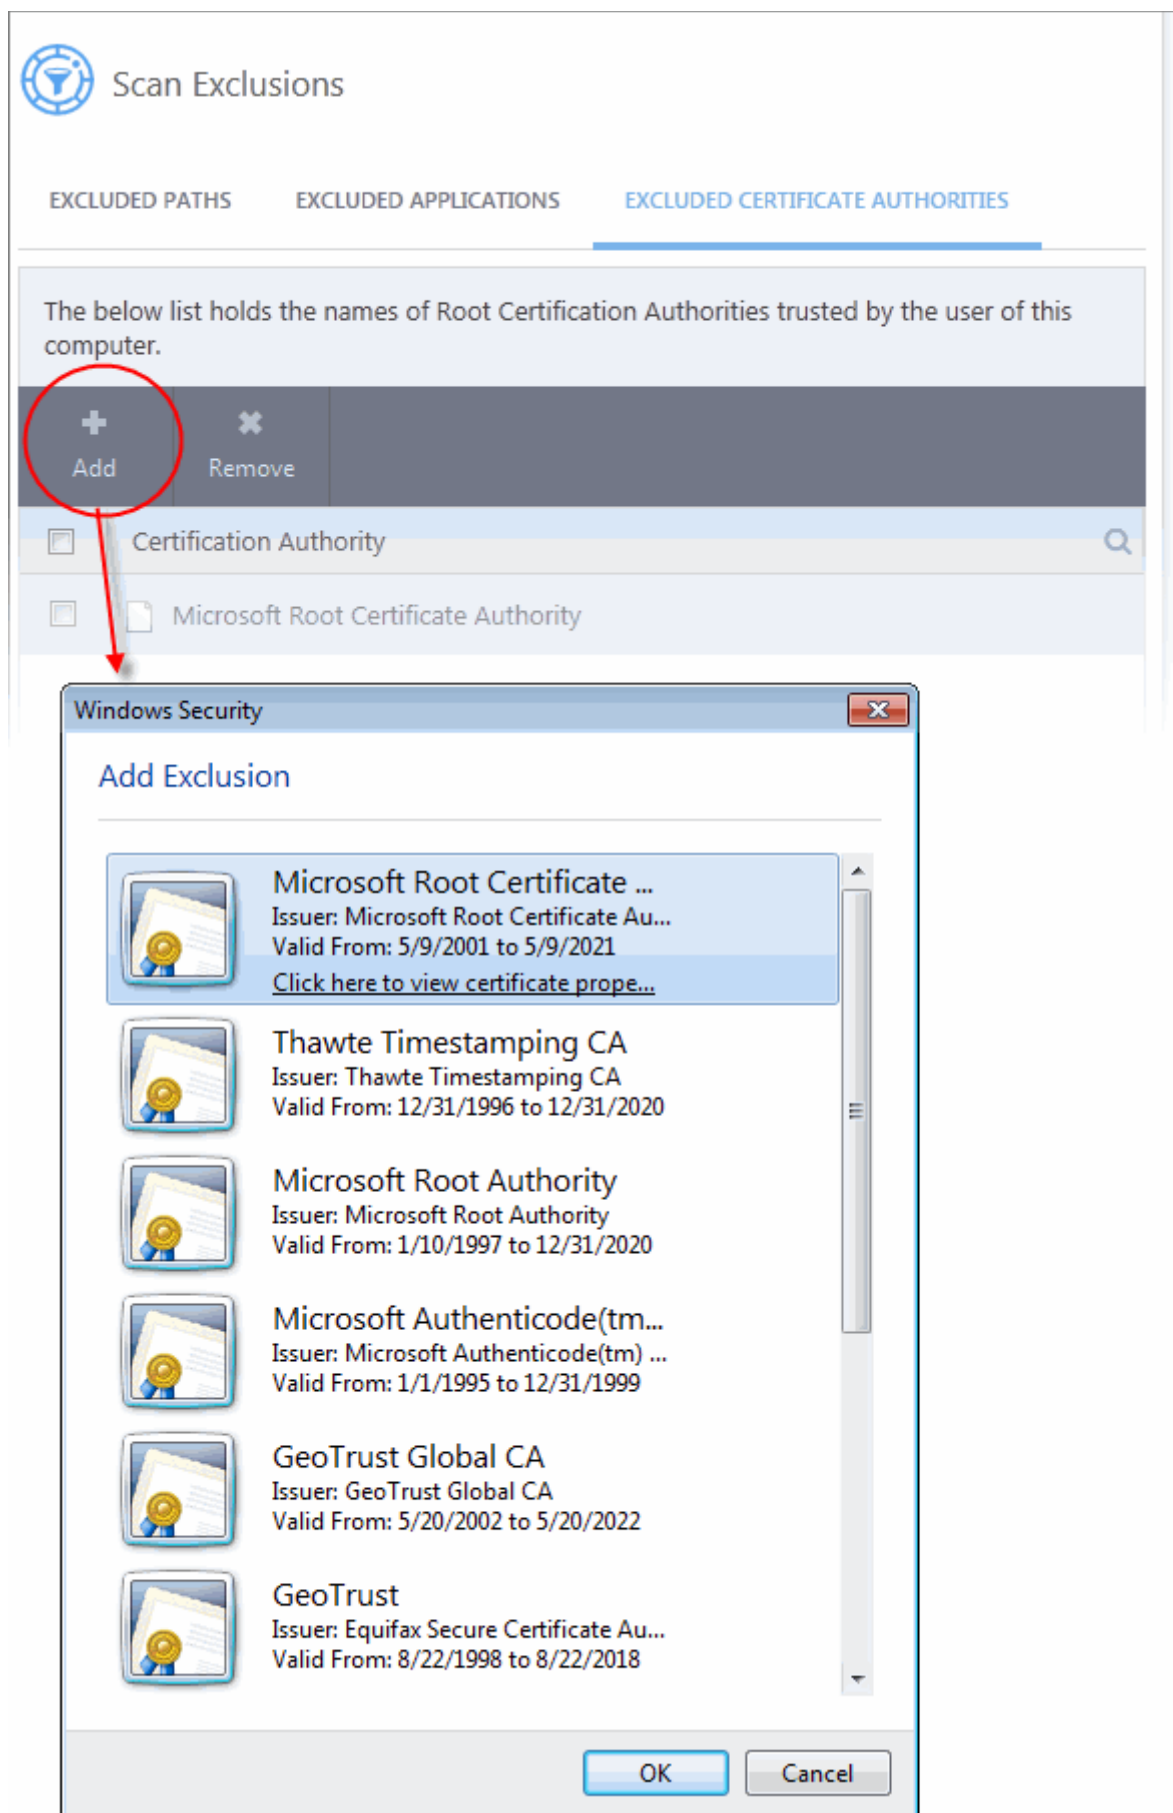 Scan Exclusions
EXCLUDED PATHS EXCLUDED APPLICATIONS EXCLUDED CERTIFICATE AUTHORITIES
The below list holds the names of Root Certification Authorities trusted by the user of this
computer.
Add Remove
Certification Authority
Microsoft Root Certificate Authority
Windows Security
Add Exclusion
Microsoft Root Certificate ...
Issuer: Microsoft Root Certificate Au...
Valid From: 5/9/2001 to 5/9/2021
Click here to view certificate prope...
Thawte Timestamping CA
Issuer: Thawte Timestamping CA
Valid From: 12/31/1996 to 12/31/2020
Microsoft Root Authority
Issuer: Microsoft Root Authority
Valid From: 1/10/1997 to 12/31/2020
Microsoft Authenticode(tm...
Issuer: Microsoft Authenticode(tm) ...
Valid From: 1/1/1995 to 12/31/1999
GeoTrust Global CA
Issuer: GeoTrust Global CA
Valid From: 5/20/2002 to 5/20/2022
GeoTrust
Issuer: Equifax Secure Certificate Au...
Valid From: 8/22/1998 to 8/22/2018
OK Cancel